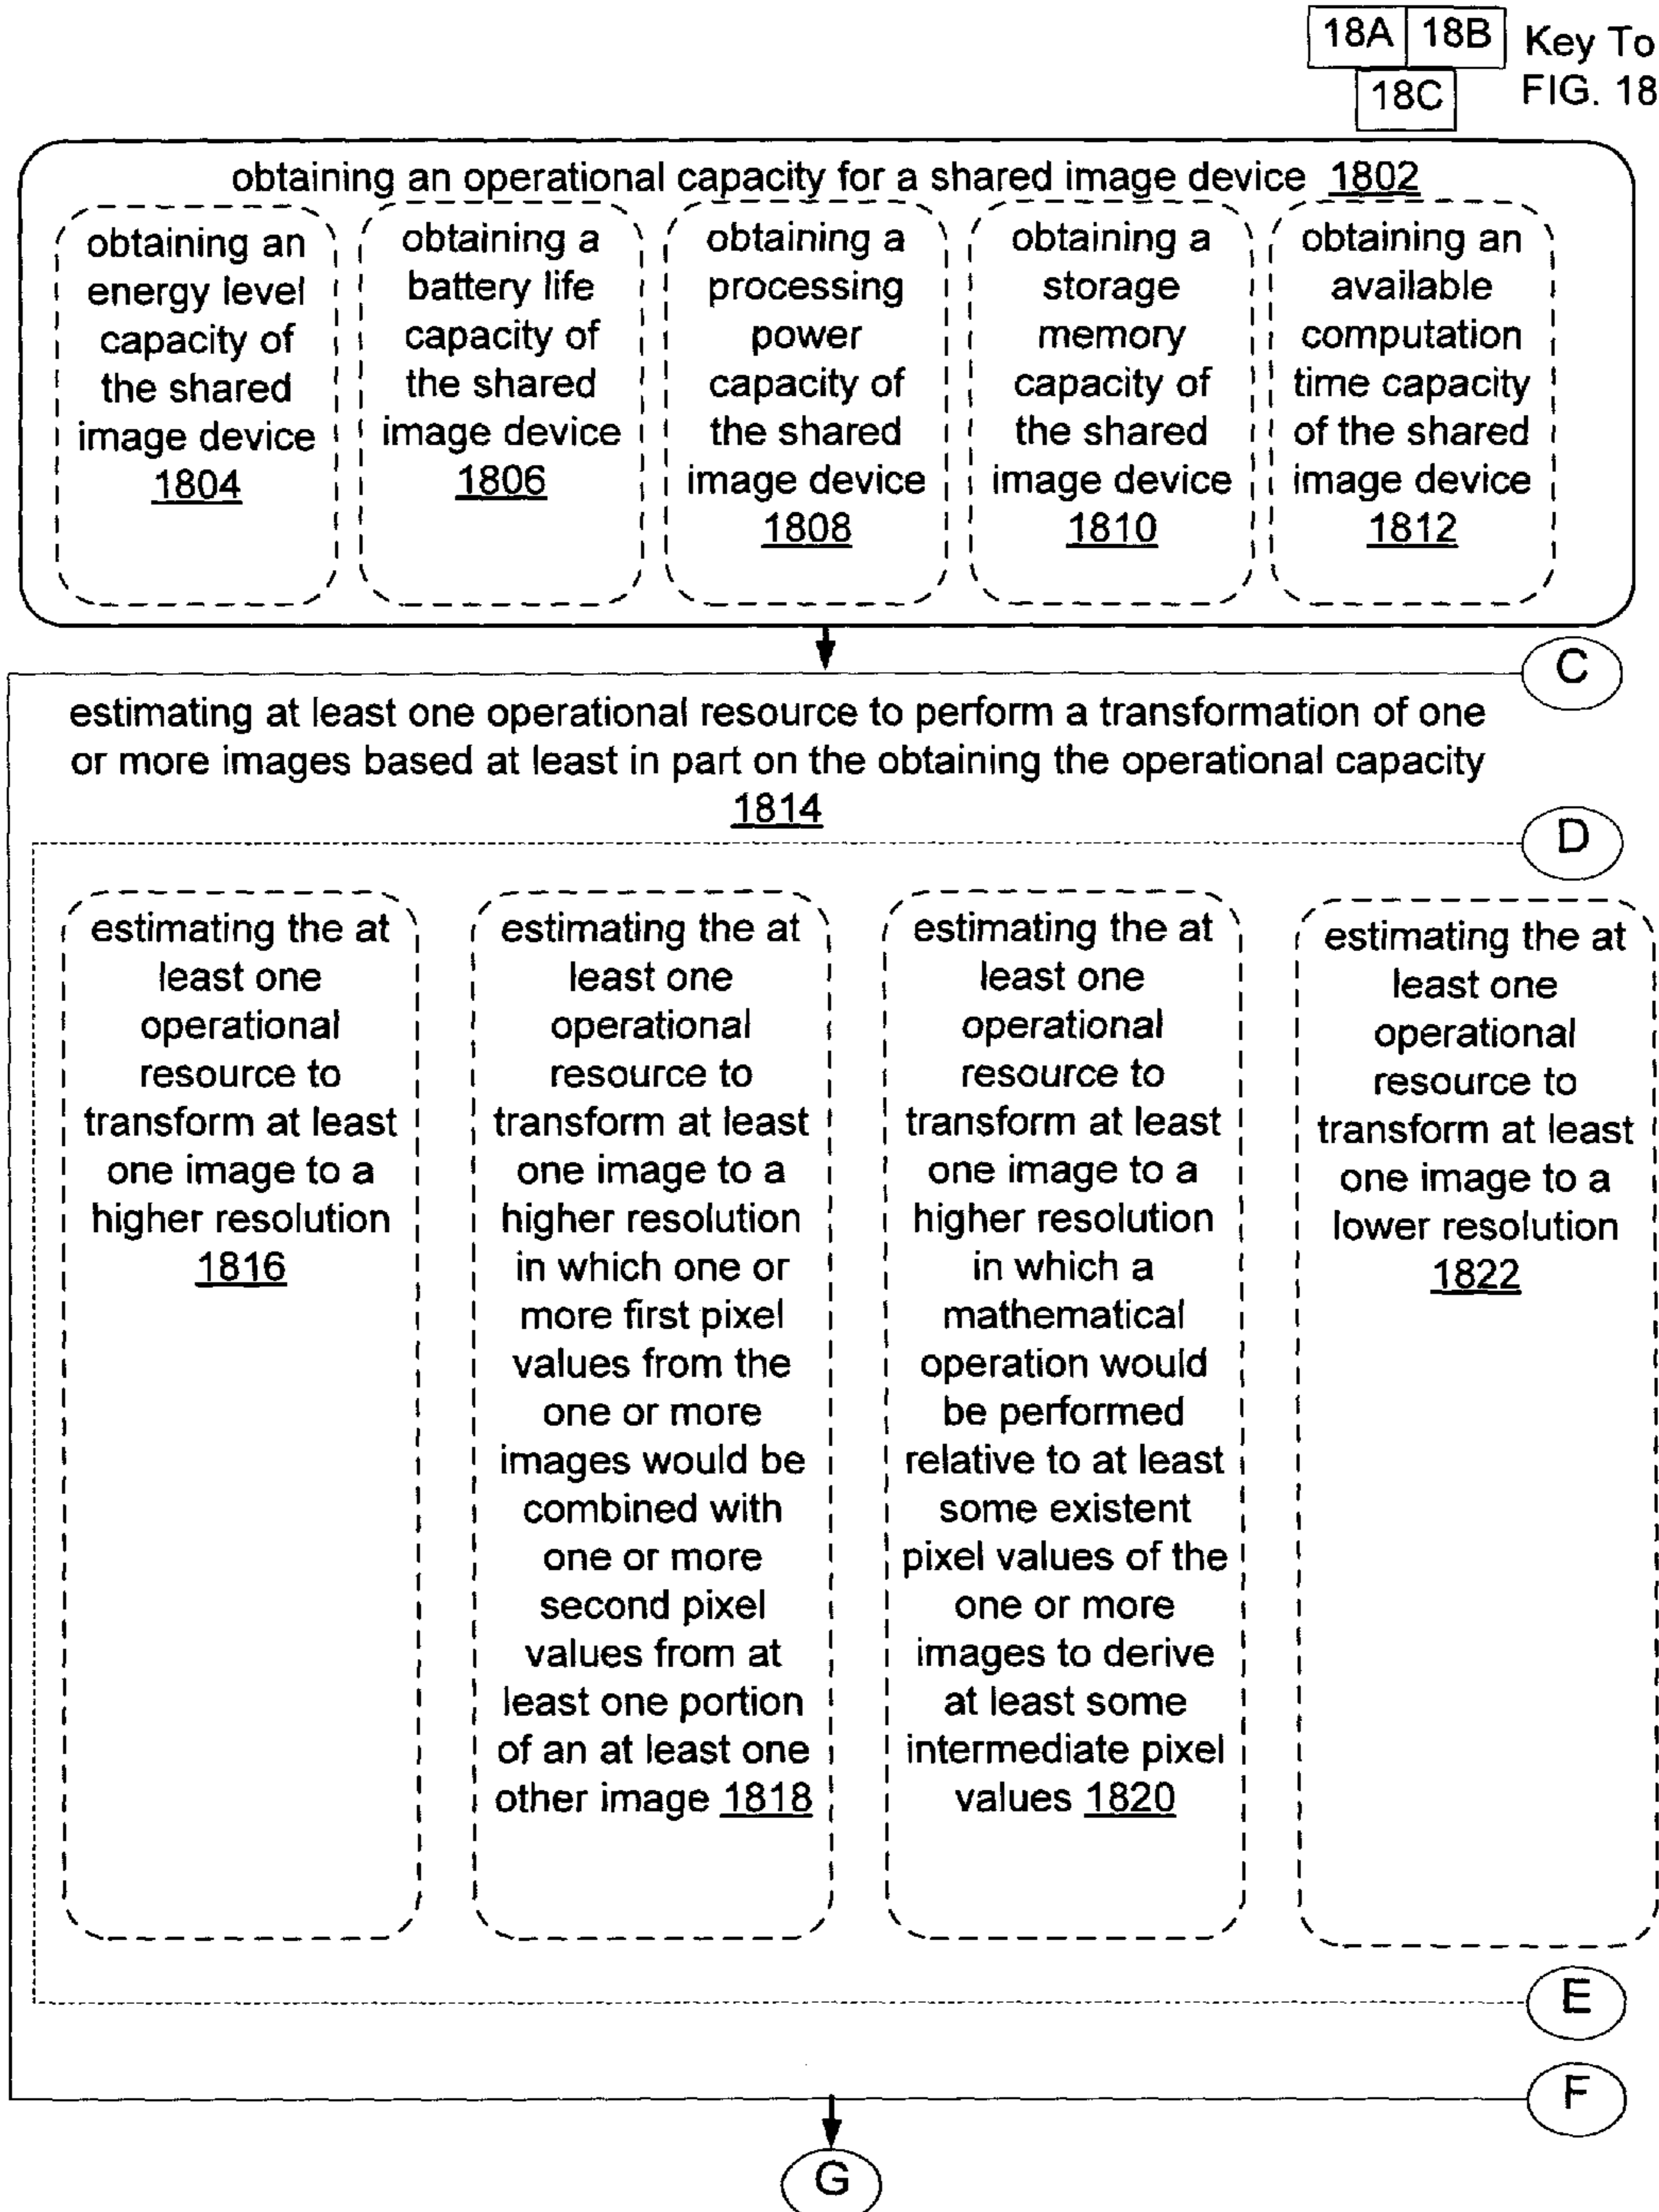 18A 18B Key To
18C FIG. 18
obtaining an operational capacity for a shared image device 1802
obtaining an
energy level
capacity of
the shared
image device
1804
obtaining a
battery life
capacity of
the shared
image device
1806
obtaining a
processing
power
capacity of
the shared
image device
1808
obtaining a
storage
memory
capacity of
the shared
image device
1810
obtaining an
available
computation
time capacity
of the shared
image device
1812
C
estimating at least one operational resource to perform a transformation of one
or more images based at least in part on the obtaining the operational capacity
1814
D
estimating the at
least one
operational
resource to
transform at least
one image to a
higher resolution
1816
estimating the at
least one
operational
resource to
transform at least
one image to a
higher resolution
in which one or
more first pixel
values from the
one or more
images would be
combined with
one or more
second pixel
values from at
least one portion
of an at least one
other image 1818
estimating the at
least one
operational
resource to
transform at least
one image to a
higher resolution
in which a
mathematical
operation would
be performed
relative to at least
some existent
pixel values of the
one or more
images to derive
at least some
intermediate pixel
values 1820
estimating the at
least one
operational
resource to
transform at least
one image to a
lower resolution
1822
E
F
G